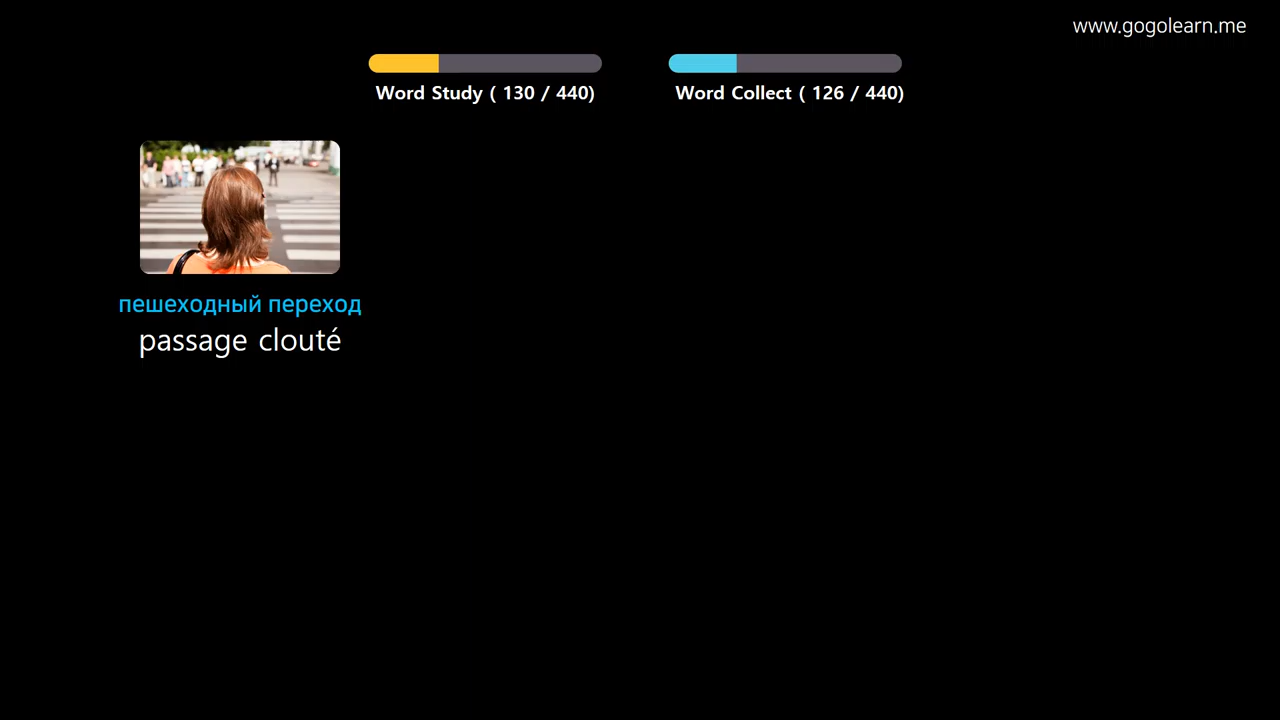 www.gogolearn.me
Word Study ( 130 / 440)
Word Collect ( 126 / 440)
пешеходный переход
passage clouté